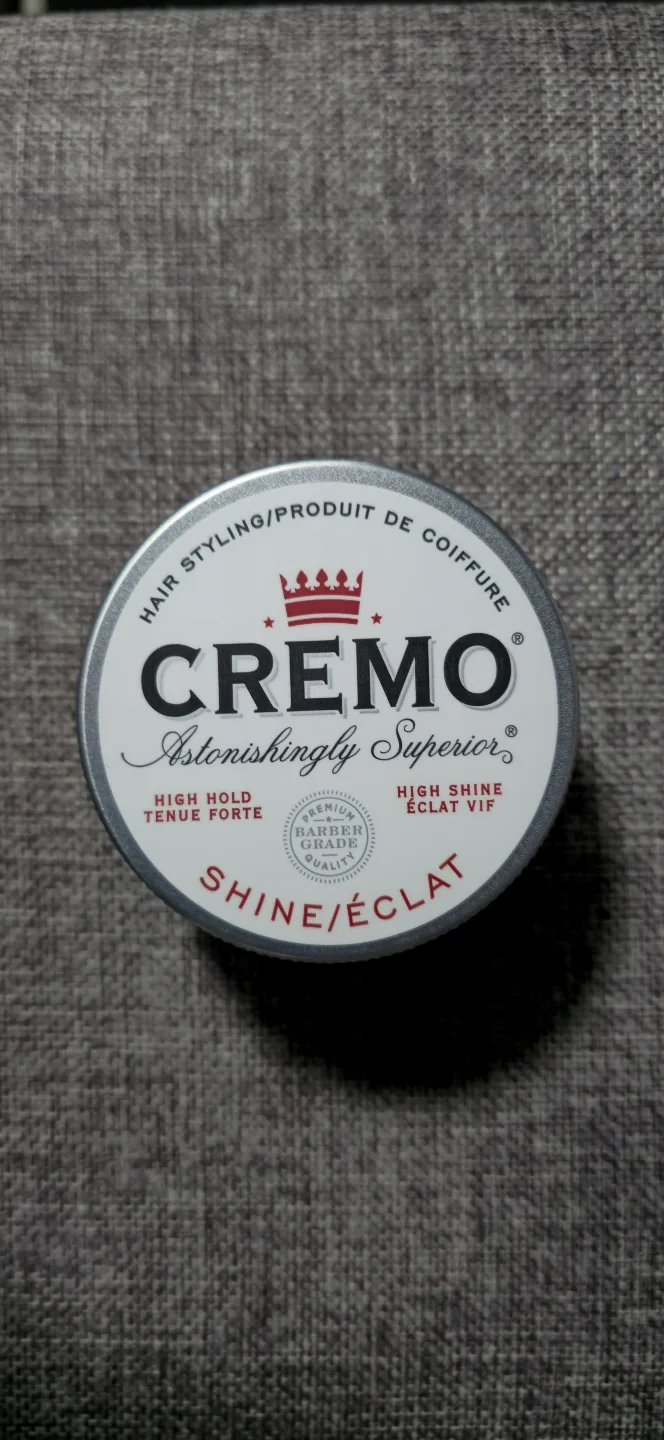 HAIR STYLING/PRODUIT DE COIFFURE
CREMO®
Astonishingly Superior®
HIGH HOLD
TENUE FORTE
PREMIUM
BARBER
GRADE
QUALITY
HIGH SHINE
ÉCLAT VIF
SHINE/ÉCLAT